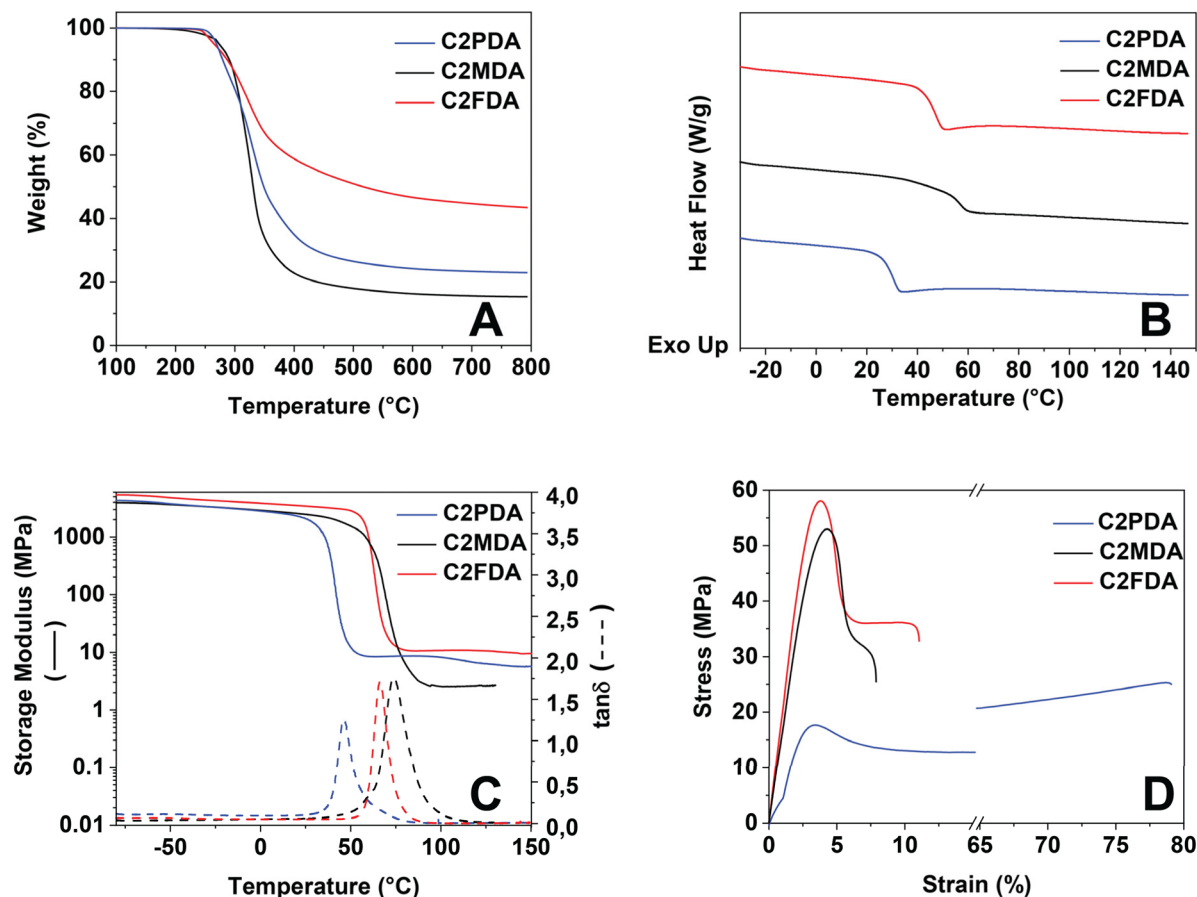 100
80
60
40
20
0
Weight (%)
C2PDA
C2MDA
C2FDA
A
100 200 300 400 500 600 700 800
Temperature (°C)
Heat Flow (W/g)
C2PDA
C2MDA
C2FDA
B
Exo Up
-20 0 20 40 60 80 100 120 140
Temperature (°C)
Storage Modulus (MPa)
(——)
1000
100
10
1
0.1
0.01
C2PDA
C2MDA
C2FDA
4,0
3,5
3,0
2,5
2,0
1,5
1,0
0,5
0,0
tanδ (---)
C
-50 0 50 100 150
Temperature (°C)
Stress (MPa)
60
50
40
30
20
10
0
C2PDA
C2MDA
C2FDA
D
0 5 10 65 70 75 80
Strain (%)